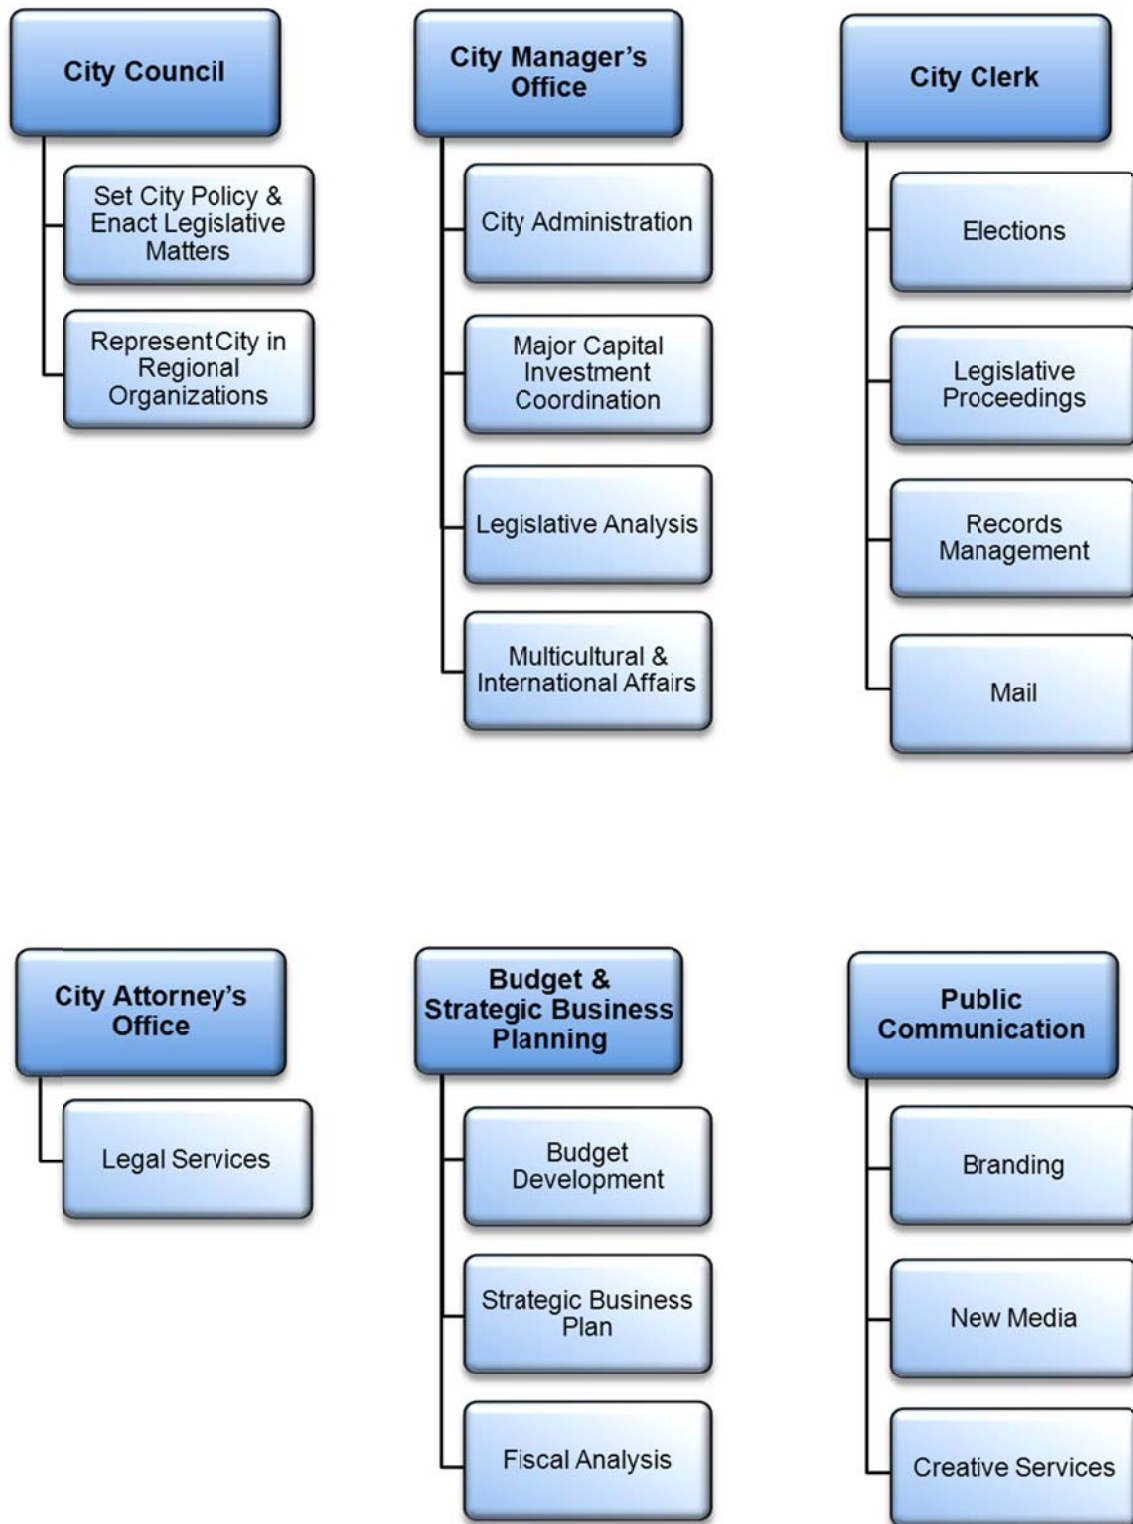 City Council
Set City Policy &
Enact Legislative
Matters
Represent City in
Regional
Organizations
City Manager’s
Office
City Administration
Major Capital
Investment
Coordination
Legislative Analysis
Multicultural &
International Affairs
City Clerk
Elections
Legislative
Proceedings
Records
Management
Mail
City Attorney’s
Office
Legal Services
Budget &
Strategic Business
Planning
Budget
Development
Strategic Business
Plan
Fiscal Analysis
Public
Communication
Branding
New Media
Creative Services